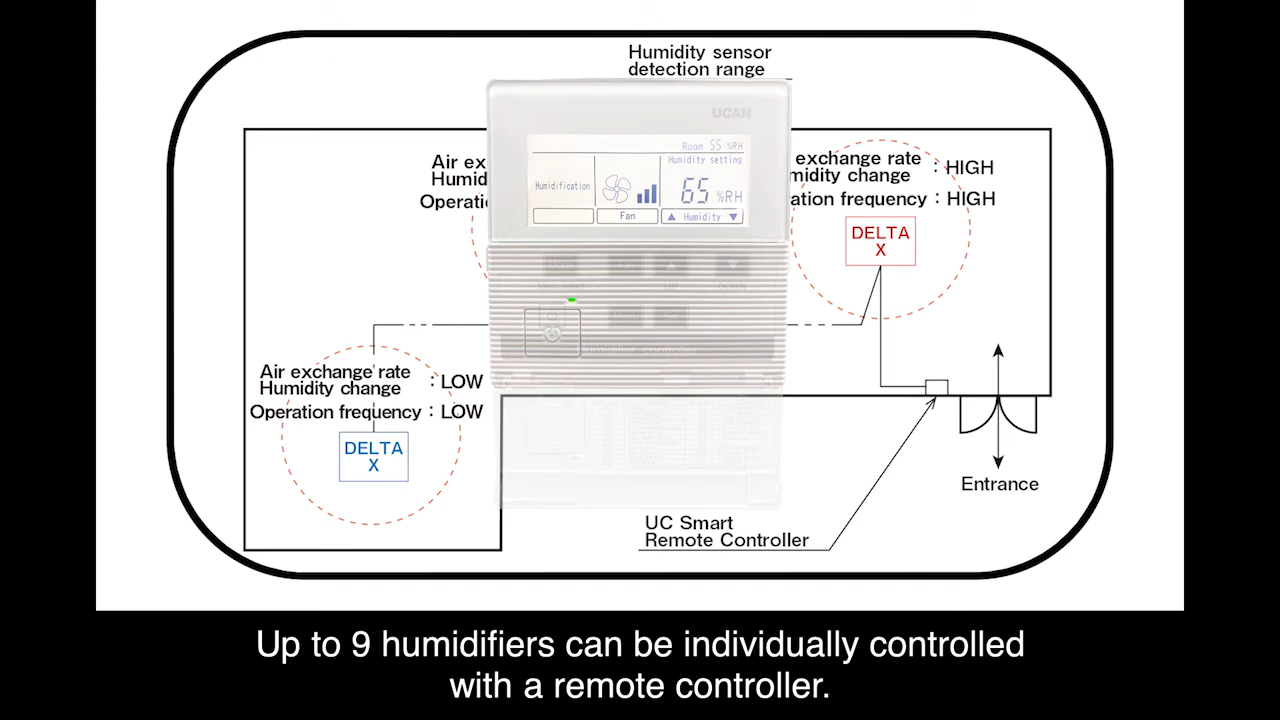 Humidity sensor
detection range
UCAN
Room 55 %RH
Humidity setting
Humidification
65 %RH
Fan
▲ Humidity ▼
Air ex
Humid
Operati
exchange rate
midity change : HIGH
ation frequency : HIGH
DELTA
X
Air exchange rate
Humidity change : LOW
Operation frequency : LOW
DELTA
X
Entrance
UC Smart
Remote Controller
Up to 9 humidifiers can be individually controlled
with a remote controller.